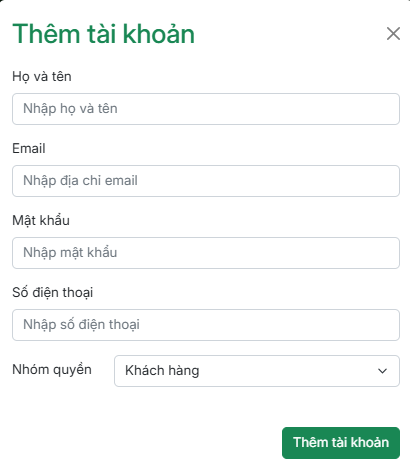 Thêm tài khoản
Họ và tên
Nhập họ và tên
Email
Nhập địa chỉ email
Mật khẩu
Nhập mật khẩu
Số điện thoại
Nhập số điện thoại
Nhóm quyền Khách hàng
Thêm tài khoản